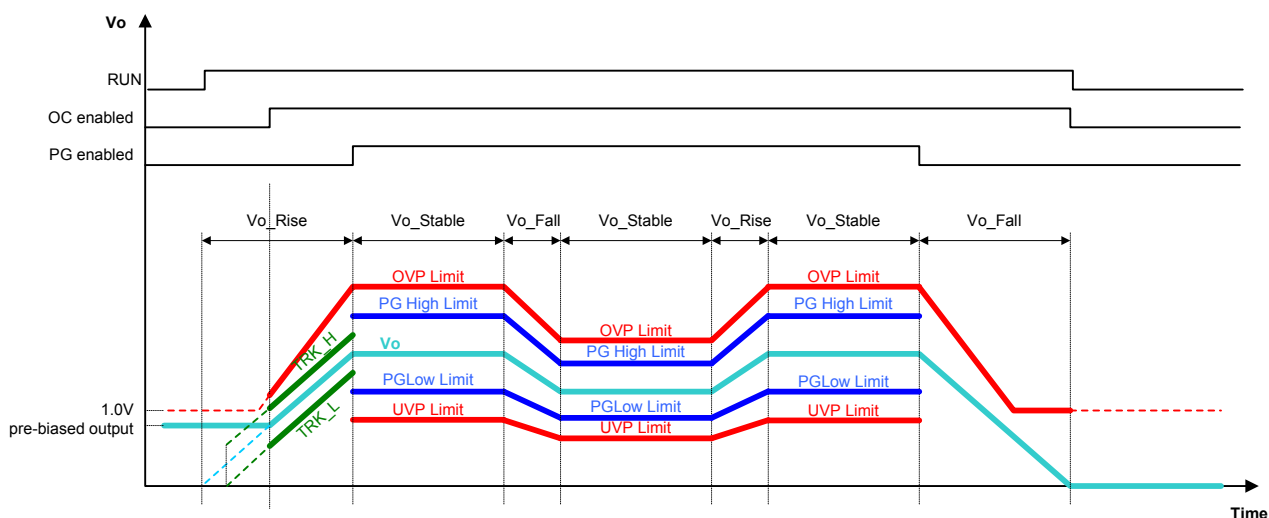 Vo
RUN
OC enabled
PG enabled
Vo_Rise Vo_Stable Vo_Fall Vo_Stable Vo_Rise Vo_Stable Vo_Fall
OVP Limit OVP Limit
PG High Limit PG High Limit
OVP Limit
TRK_H Vo PG High Limit
PGLow Limit PGLow Limit
1.0V TRK_L UVP Limit PGLow Limit UVP Limit
pre-biased output UVP Limit
Time